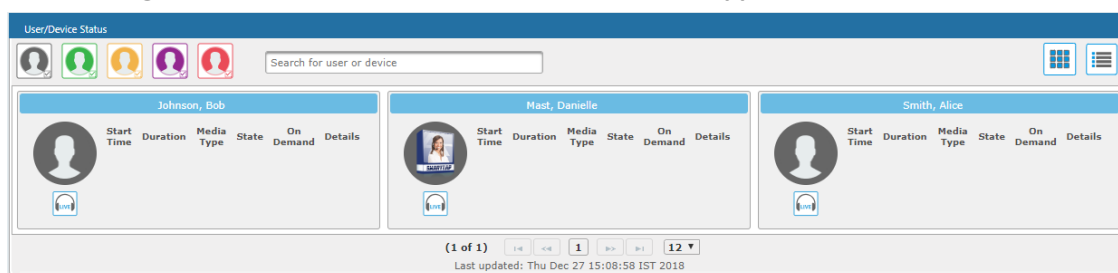 User/Device Status
Search for user or device
Johnson, Bob
Start Time Duration Media Type State On Demand Details
LIVE
Mast, Danielle
SMARTTAP
Start Time Duration Media Type State On Demand Details
LIVE
Smith, Alice
Start Time Duration Media Type State On Demand Details
LIVE
(1 of 1) 1 12
Last updated: Thu Dec 27 15:08:58 IST 2018